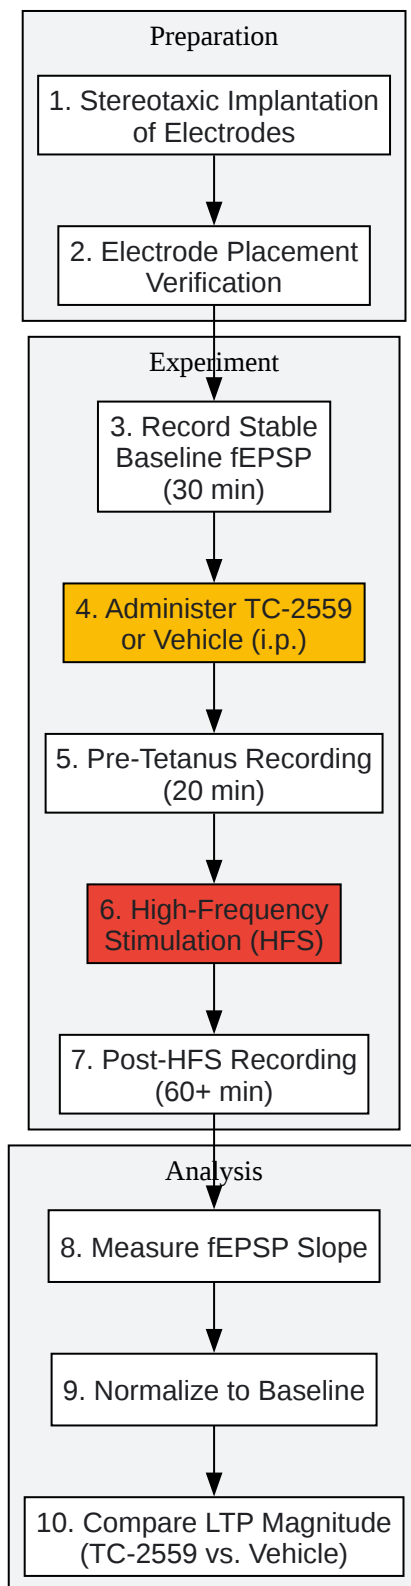 Preparation
1. Stereotaxic Implantation
of Electrodes
2. Electrode Placement
Verification
Experiment
3. Record Stable
Baseline fEPSP
(30 min)
4. Administer TC-2559
or Vehicle (i.p.)
5. Pre-Tetanus Recording
(20 min)
6. High-Frequency
Stimulation (HFS)
7. Post-HFS Recording
(60+ min)
Analysis
8. Measure fEPSP Slope
9. Normalize to Baseline
10. Compare LTP Magnitude
(TC-2559 vs. Vehicle)